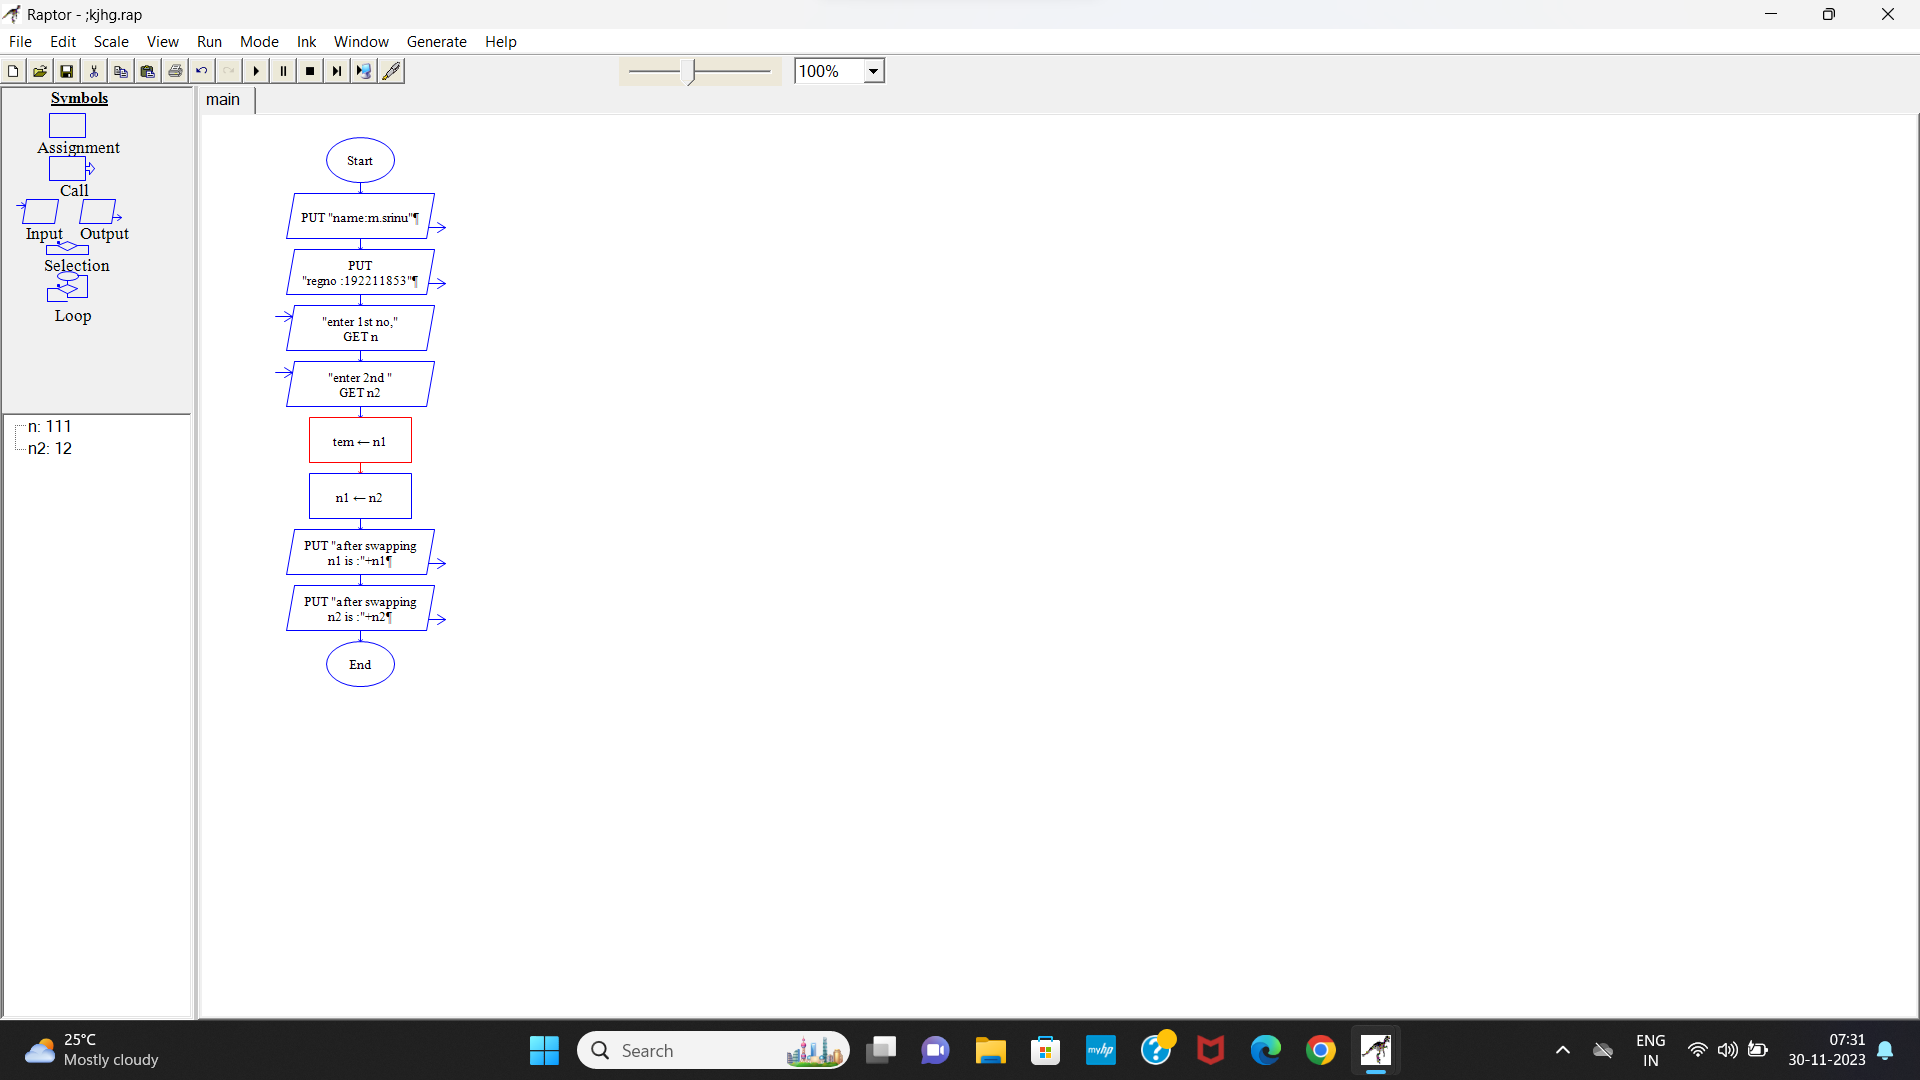 Raptor - ;kjhg.rap
File Edit Scale View Run Mode Ink Window Generate Help
100%
Symbols
main
Assignment
Call
Input Output
Selection
Loop
n: 111
n2: 12
Start
PUT "name:m.srinu"¶
PUT
"regno :192211853"¶
"enter 1st no,"
GET n
"enter 2nd "
GET n2
tem ← n1
n1 ← n2
PUT "after swapping
n1 is :"+n1¶
PUT "after swapping
n2 is :"+n2¶
End
25°C
Mostly cloudy
Search
myhp
ENG
IN
07:31
30-11-2023